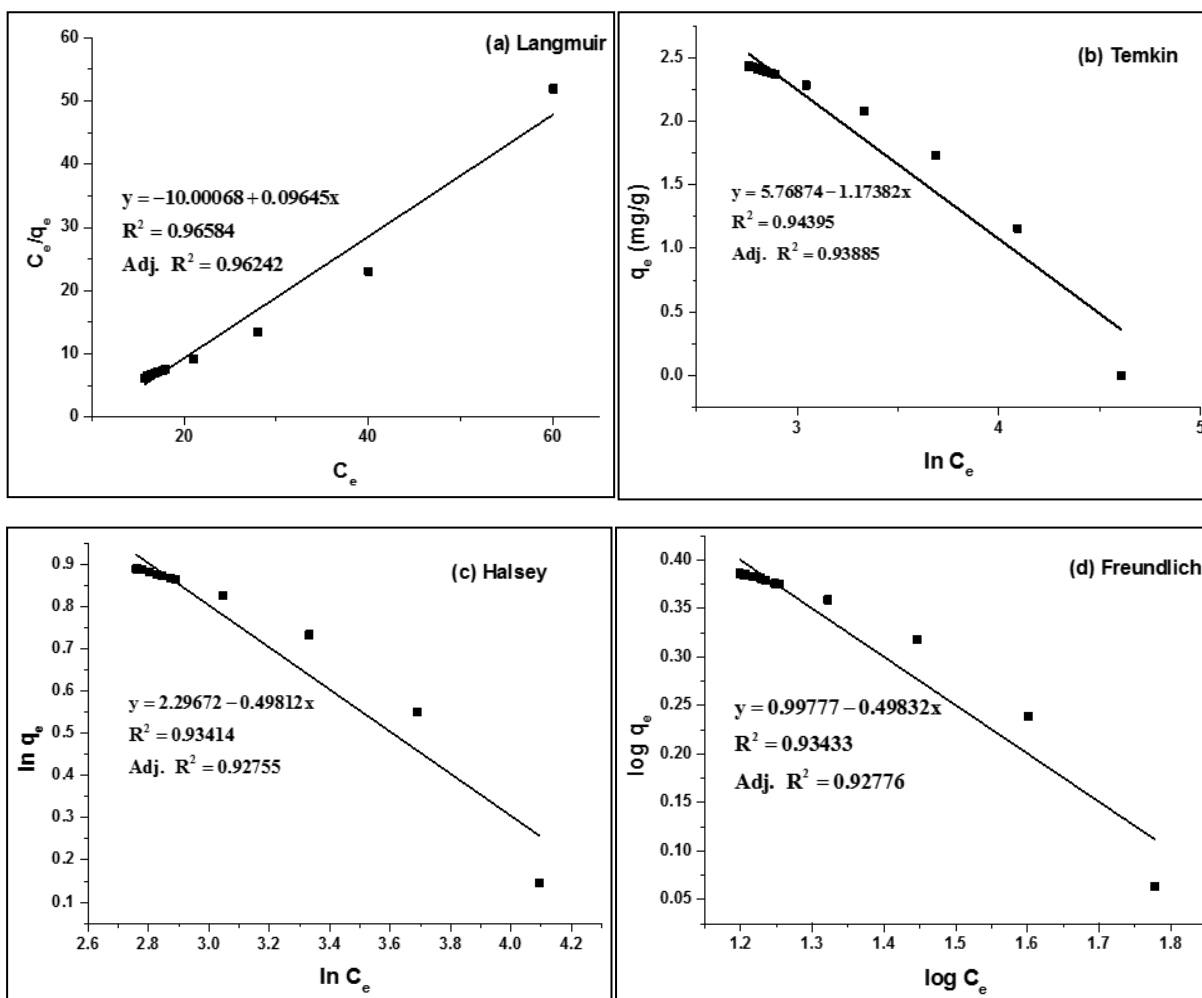 (a) Langmuir
60
50
40
30
20
10
0
C_e/q_e
y = −10.00068 + 0.09645x
R² = 0.96584
Adj. R² = 0.96242
20 40 60
C_e
(b) Temkin
2.5
2.0
1.5
1.0
0.5
0.0
q_e (mg/g)
y = 5.76874 − 1.17382x
R² = 0.94395
Adj. R² = 0.93885
3 4 5
ln C_e
(c) Halsey
0.9
0.8
0.7
0.6
0.5
0.4
0.3
0.2
0.1
ln q_e
y = 2.29672 − 0.49812x
R² = 0.93414
Adj. R² = 0.92755
2.6 2.8 3.0 3.2 3.4 3.6 3.8 4.0 4.2
ln C_e
(d) Freundlich
0.40
0.35
0.30
0.25
0.20
0.15
0.10
0.05
log q_e
y = 0.99777 − 0.49832x
R² = 0.93433
Adj. R² = 0.92776
1.2 1.3 1.4 1.5 1.6 1.7 1.8
log C_e